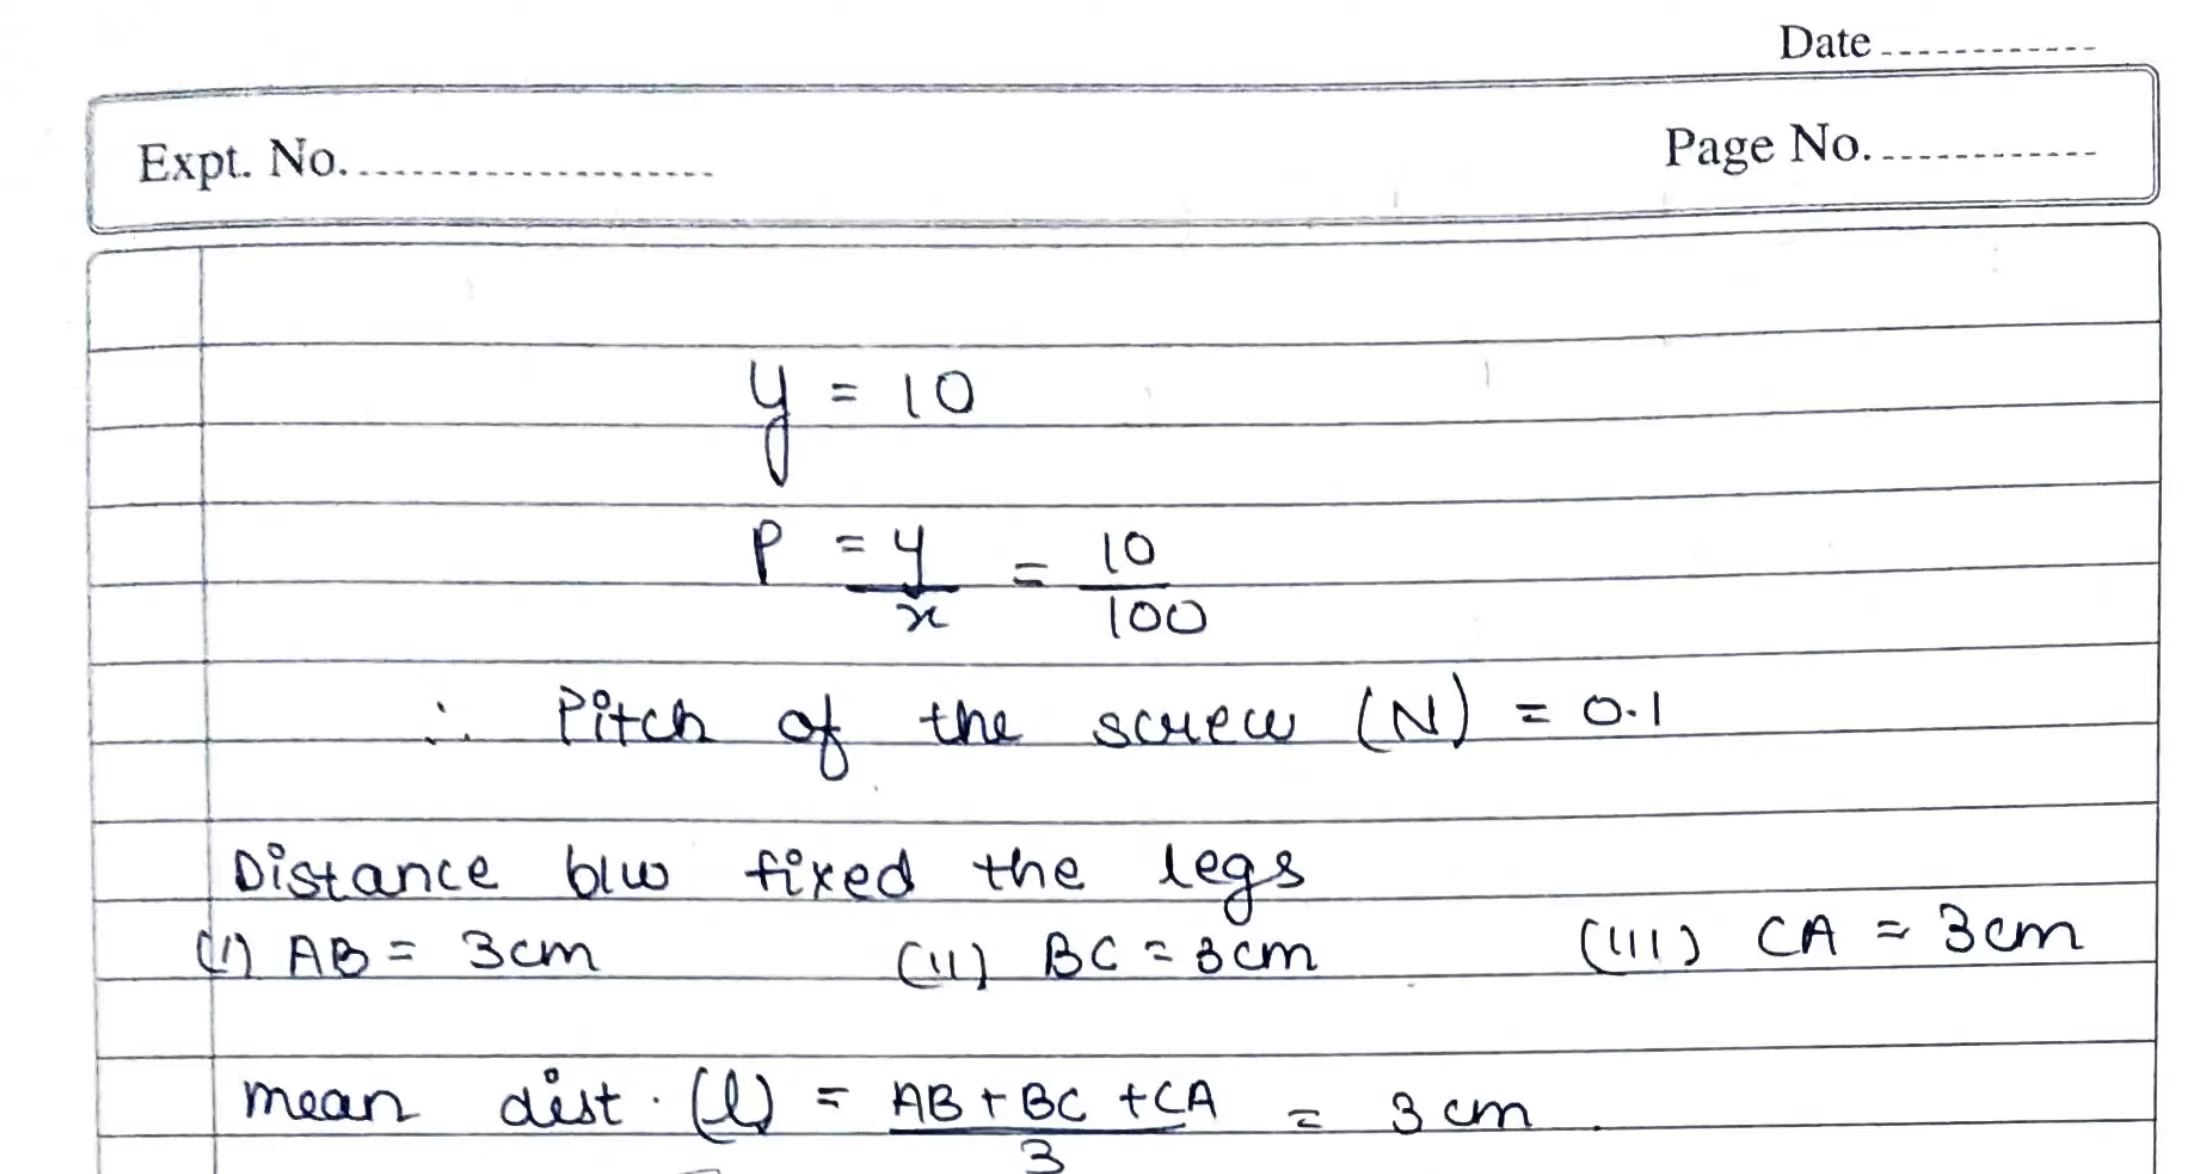 Date ............
Expt. No. ....................
Page No. ............
y = 10
P = y/x = 10/100
∴ Pitch of the screw (N) = 0.1
Distance b/w fixed the legs
(i) AB = 3cm (ii) BC = 3cm (iii) CA = 3cm
mean dist. (l) = AB + BC + CA / 3 = 3 cm.